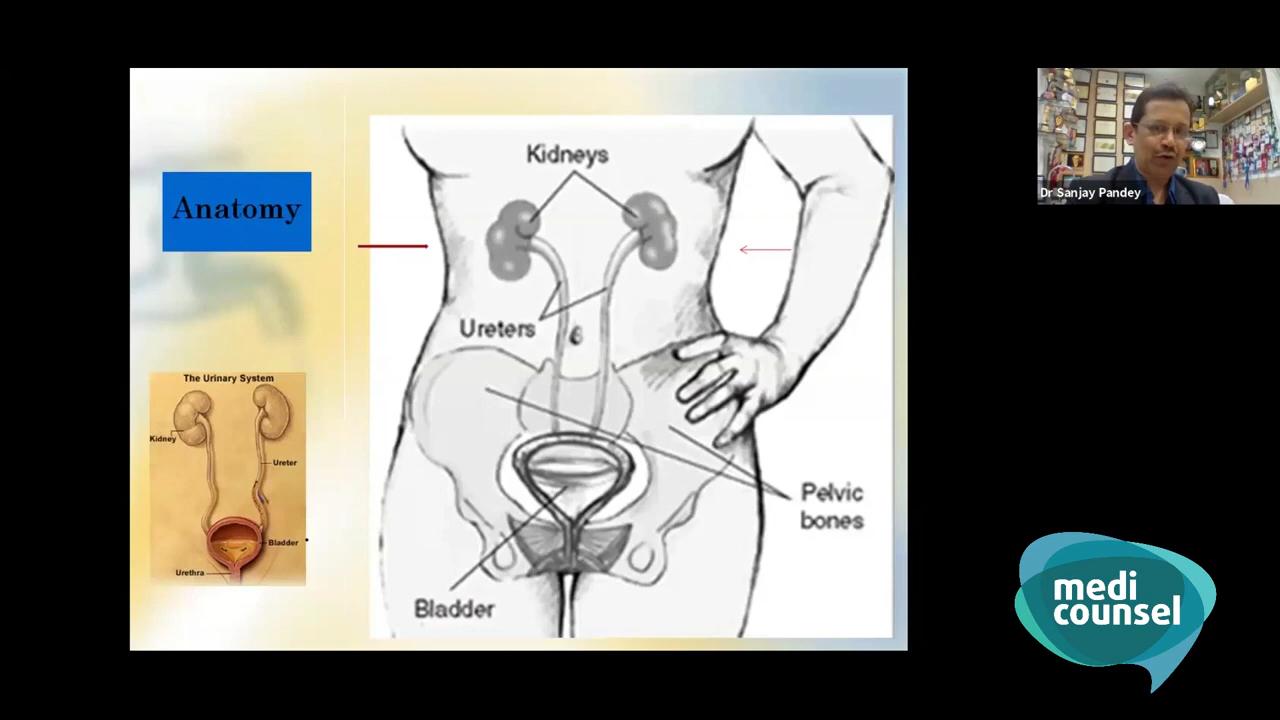 Anatomy
The Urinary System
Kidney
Ureter
Bladder
Urethra
Kidneys
Ureters
Pelvic
bones
Bladder
Dr Sanjay Pandey
medi
counsel